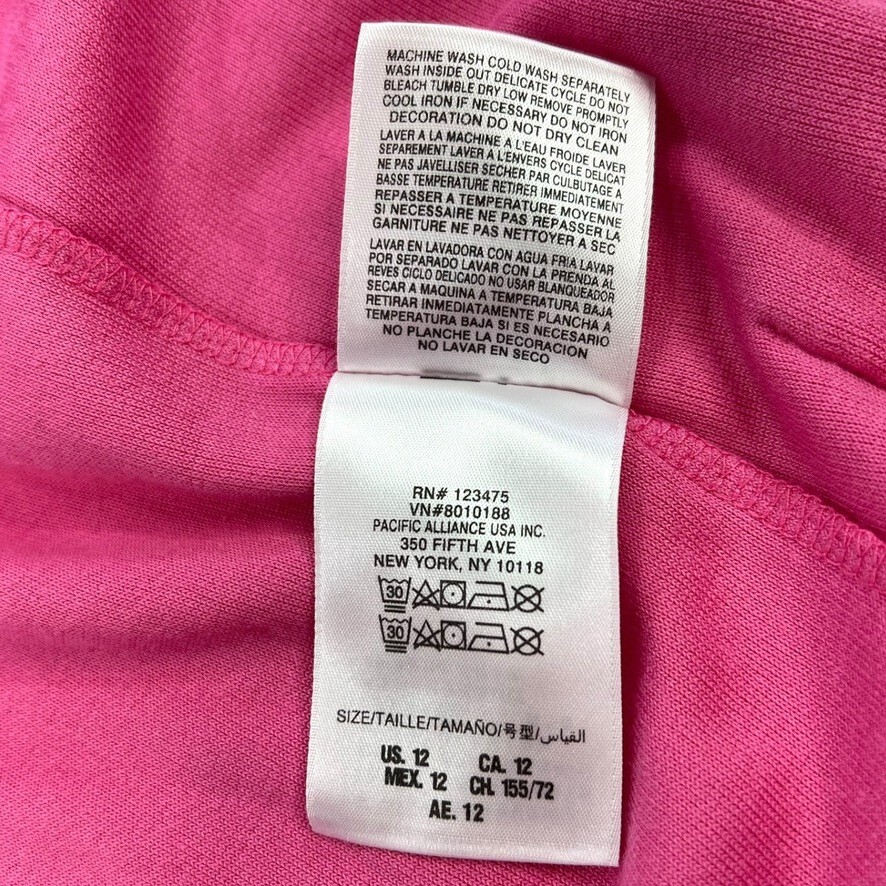 MACHINE WASH COLD WASH SEPARATELY
WASH INSIDE OUT DELICATE CYCLE DO NOT
BLEACH TUMBLE DRY LOW REMOVE PROMPTLY
COOL IRON IF NECESSARY DO NOT IRON
DECORATION DO NOT DRY CLEAN
LAVER A LA MACHINE A L'EAU FROIDE LAVER
SEPAREMENT LAVER A L'ENVERS CYCLE DELICAT
NE PAS JAVELLISER SECHER PAR CULBUTAGE A
BASSE TEMPERATURE RETIRER IMMEDIATEMENT
REPASSER A TEMPERATURE MOYENNE
SI NECESSAIRE NE PAS REPASSER LA
GARNITURE NE PAS NETTOYER A SEC
LAVAR EN LAVADORA CON AGUA FRIA LAVAR
POR SEPARADO LAVAR CON LA PRENDA AL
REVES CICLO DELICADO NO USAR BLANQUEADOR
SECAR A MAQUINA A TEMPERATURA BAJA
RETIRAR INMEDIATAMENTE PLANCHA A
TEMPERATURA BAJA SI ES NECESARIO
NO PLANCHE LA DECORACION
NO LAVAR EN SECO
RN# 123475
VN#8010188
PACIFIC ALLIANCE USA INC.
350 FIFTH AVE
NEW YORK, NY 10118
30
30
SIZE/TAILLE/TAMAÑO/号型/القياس
US. 12 CA. 12
MEX. 12 CH. 155/72
AE. 12